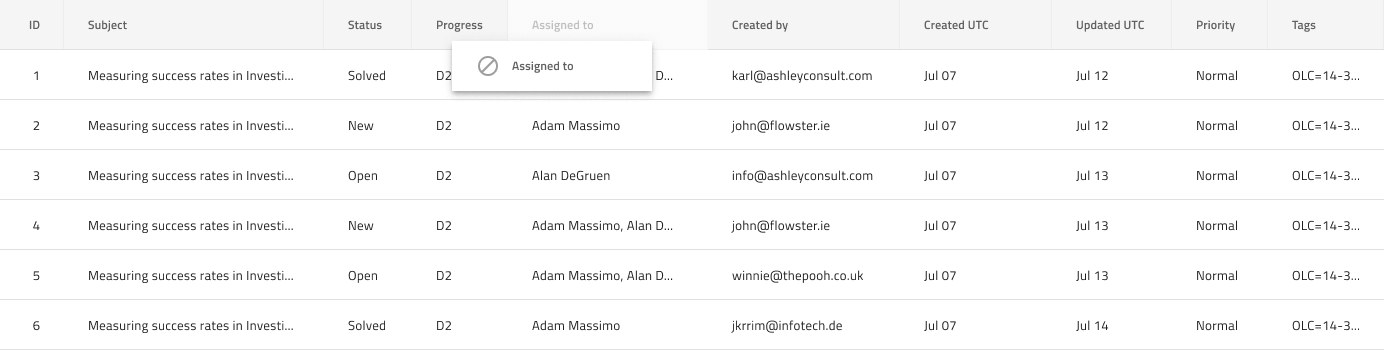 ID Subject Status Progress Assigned to Created by Created UTC Updated UTC Priority Tags
Assigned to
1 Measuring success rates in Investi... Solved D2 D... karl@ashleyconsult.com Jul 07 Jul 12 Normal OLC=14-3...
2 Measuring success rates in Investi... New D2 Adam Massimo john@flowster.ie Jul 07 Jul 12 Normal OLC=14-3...
3 Measuring success rates in Investi... Open D2 Alan DeGruen info@ashleyconsult.com Jul 07 Jul 13 Normal OLC=14-3...
4 Measuring success rates in Investi... New D2 Adam Massimo, Alan D... john@flowster.ie Jul 07 Jul 13 Normal OLC=14-3...
5 Measuring success rates in Investi... Open D2 Adam Massimo, Alan D... winnie@thepooh.co.uk Jul 07 Jul 13 Normal OLC=14-3...
6 Measuring success rates in Investi... Solved D2 Adam Massimo jkrrim@infotech.de Jul 07 Jul 14 Normal OLC=14-3...